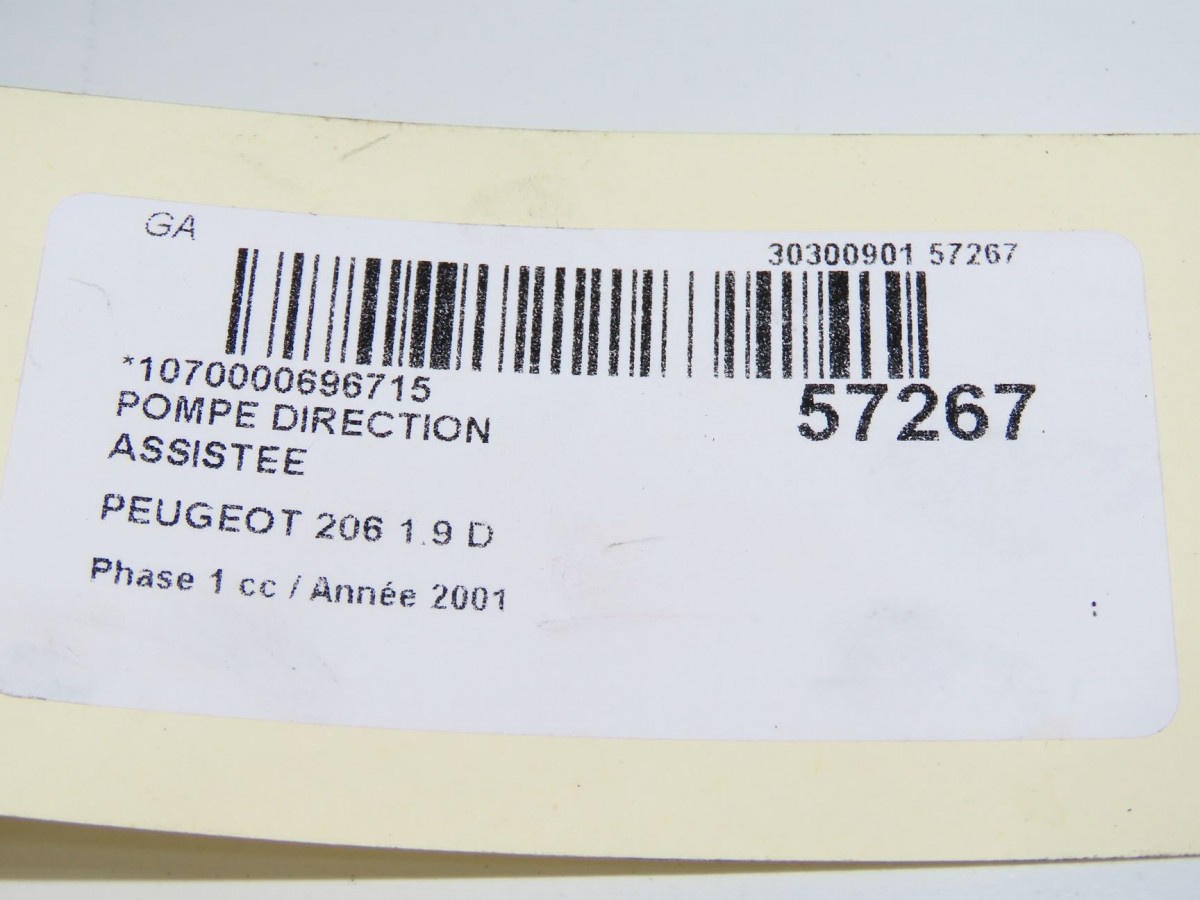 GA
30300901 57267
*1070000696715
57267
POMPE DIRECTION
ASSISTEE
PEUGEOT 206 1.9 D
Phase 1 cc / Année 2001
: